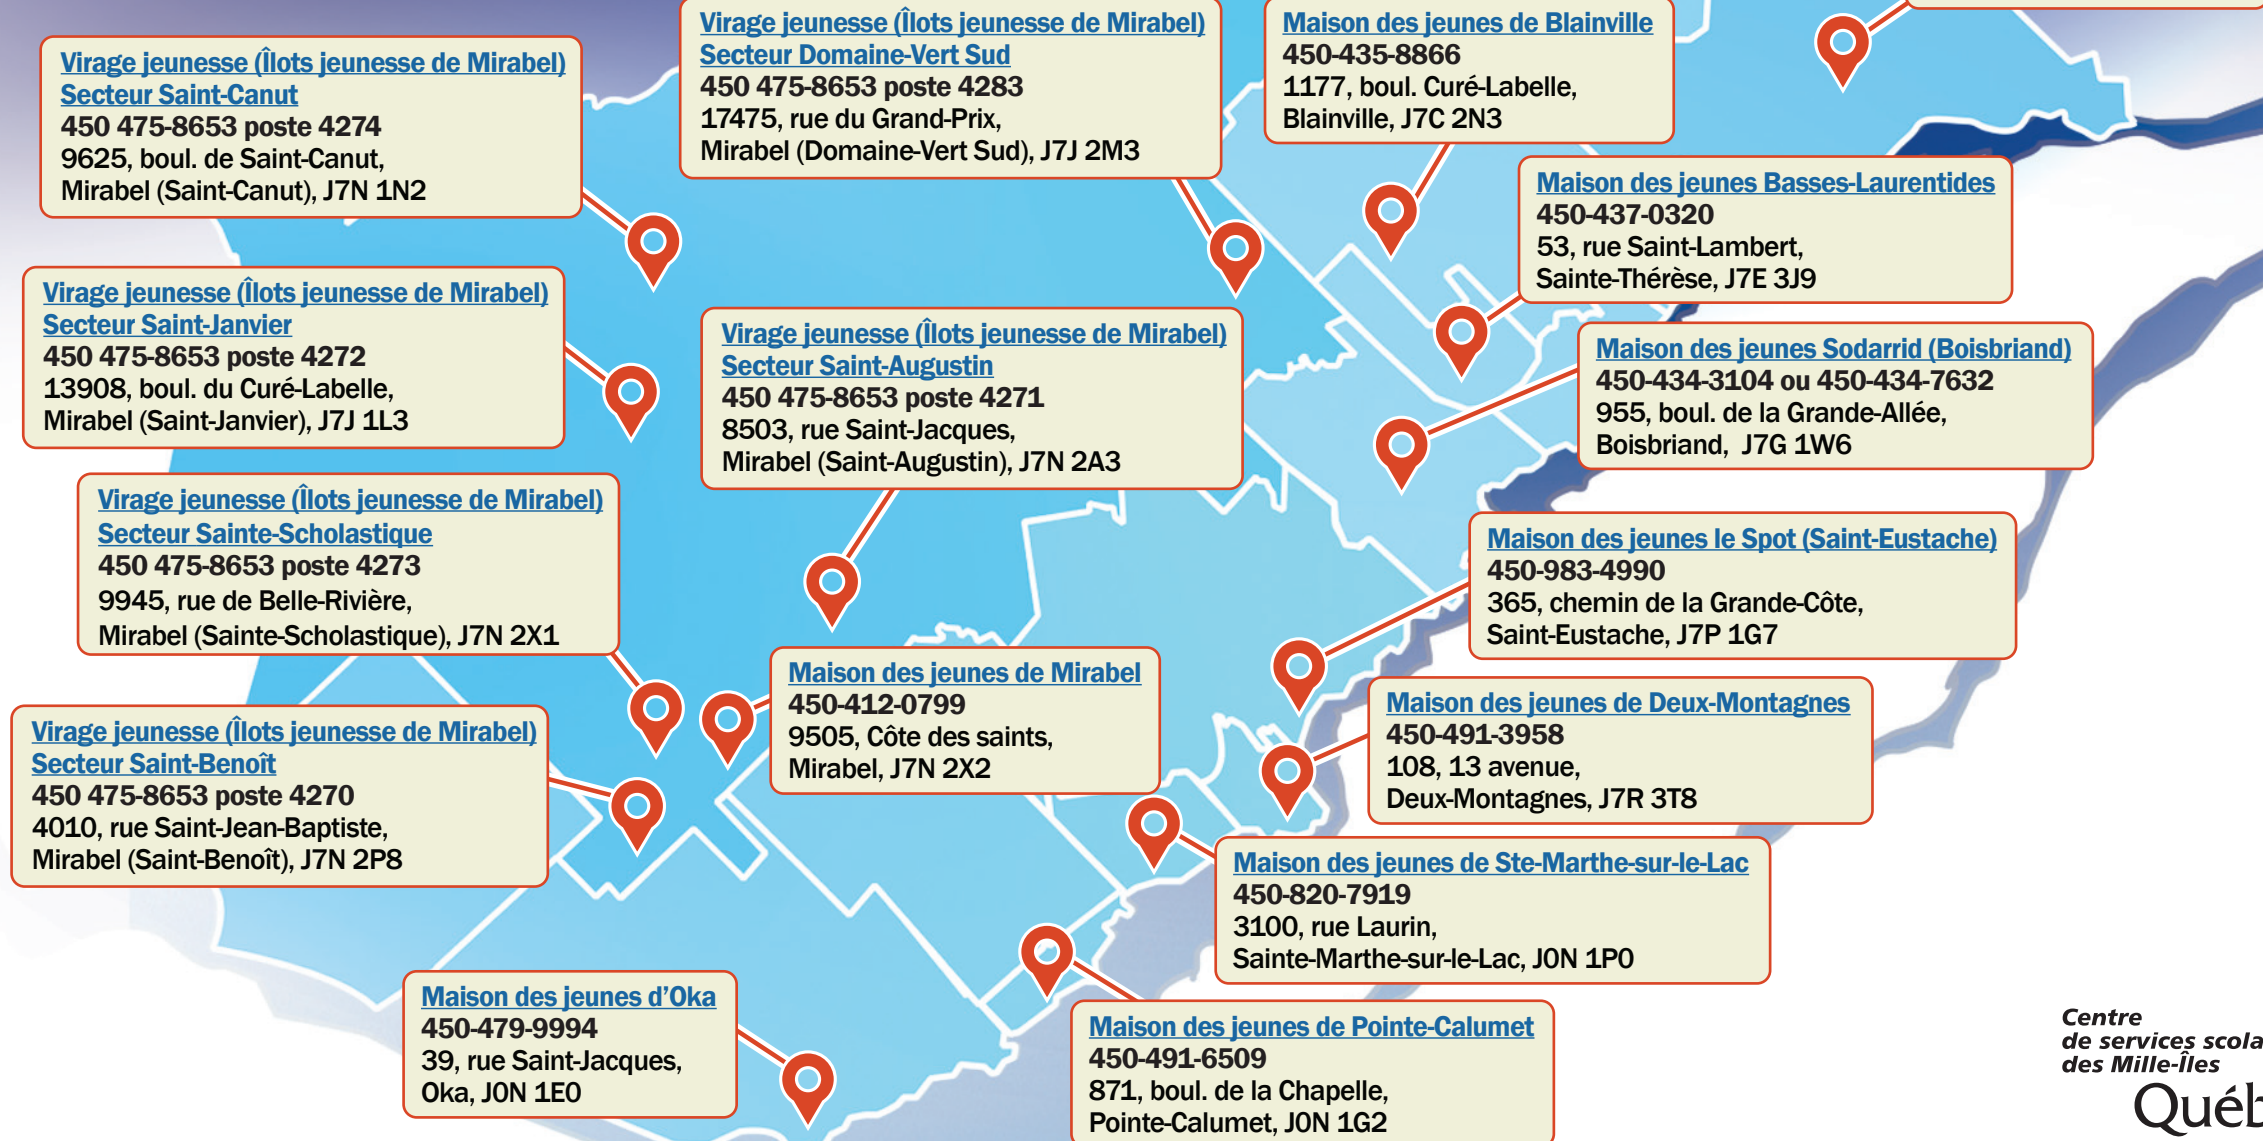 Virage jeunesse (Îlots jeunesse de Mirabel)
Secteur Saint-Canut
450 475-8653 poste 4274
9625, boul. de Saint-Canut,
Mirabel (Saint-Canut), J7N 1N2
Virage jeunesse (Îlots jeunesse de Mirabel)
Secteur Domaine-Vert Sud
450 475-8653 poste 4283
17475, rue du Grand-Prix,
Mirabel (Domaine-Vert Sud), J7J 2M3
Maison des jeunes de Blainville
450-435-8866
1177, boul. Curé-Labelle,
Blainville, J7C 2N3
Maison des jeunes Basses-Laurentides
450-437-0320
53, rue Saint-Lambert,
Sainte-Thérèse, J7E 3J9
Virage jeunesse (Îlots jeunesse de Mirabel)
Secteur Saint-Janvier
450 475-8653 poste 4272
13908, boul. du Curé-Labelle,
Mirabel (Saint-Janvier), J7J 1L3
Virage jeunesse (Îlots jeunesse de Mirabel)
Secteur Saint-Augustin
450 475-8653 poste 4271
8503, rue Saint-Jacques,
Mirabel (Saint-Augustin), J7N 2A3
Maison des jeunes Sodarrid (Boisbriand)
450-434-3104 ou 450-434-7632
955, boul. de la Grande-Allée,
Boisbriand, J7G 1W6
Virage jeunesse (Îlots jeunesse de Mirabel)
Secteur Sainte-Scholastique
450 475-8653 poste 4273
9945, rue de Belle-Rivière,
Mirabel (Sainte-Scholastique), J7N 2X1
Maison des jeunes le Spot (Saint-Eustache)
450-983-4990
365, chemin de la Grande-Côte,
Saint-Eustache, J7P 1G7
Maison des jeunes de Mirabel
450-412-0799
9505, Côte des saints,
Mirabel, J7N 2X2
Maison des jeunes de Deux-Montagnes
450-491-3958
108, 13 avenue,
Deux-Montagnes, J7R 3T8
Virage jeunesse (Îlots jeunesse de Mirabel)
Secteur Saint-Benoît
450 475-8653 poste 4270
4010, rue Saint-Jean-Baptiste,
Mirabel (Saint-Benoît), J7N 2P8
Maison des jeunes de Ste-Marthe-sur-le-Lac
450-820-7919
3100, rue Laurin,
Sainte-Marthe-sur-le-Lac, J0N 1P0
Maison des jeunes d'Oka
450-479-9994
39, rue Saint-Jacques,
Oka, J0N 1E0
Maison des jeunes de Pointe-Calumet
450-491-6509
871, boul. de la Chapelle,
Pointe-Calumet, J0N 1G2
Centre
de services scola
des Mille-Îles
Québ